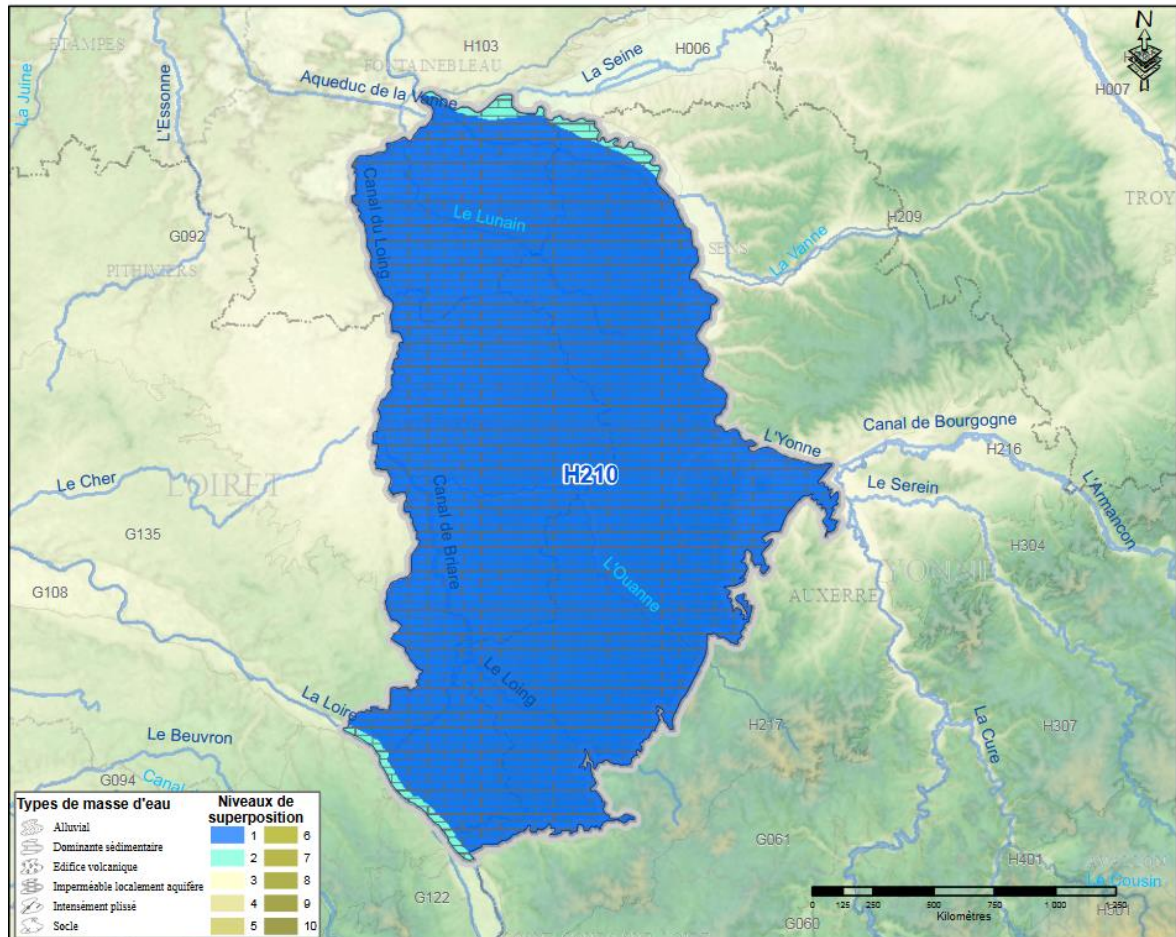 N
ETAMPES
H103
La Seine
H006
FONTAINEBLEAU
Aqueduc de la Vanne
H007
La Juine
L'Essonne
TROY
Canal du Loing
Le Lunain
H209
G092
SENS
La Vanne
PITHIVIERS
Canal de Bourgogne
L'Yonne
H216
H210
Le Cher
LOIRET
Le Serein
L'Armancon
Canal de Briare
G135
H304
YONNE
L'Ouanne
G108
AUXERRE
Le Loing
La Loire
H217
La Cure
H307
Le Beuvron
G094
Canal
G061
H401
Le Cousin
H501
G122
G060
Types de masse d'eau
Alluvial
Dominante sédimentaire
Edifice volcanique
Imperméable localement aquifère
Intensément plissé
Socle
Niveaux de superposition
1 6
2 7
3 8
4 9
5 10
0 125 250 500 750 1 000 1 250
Kilomètres